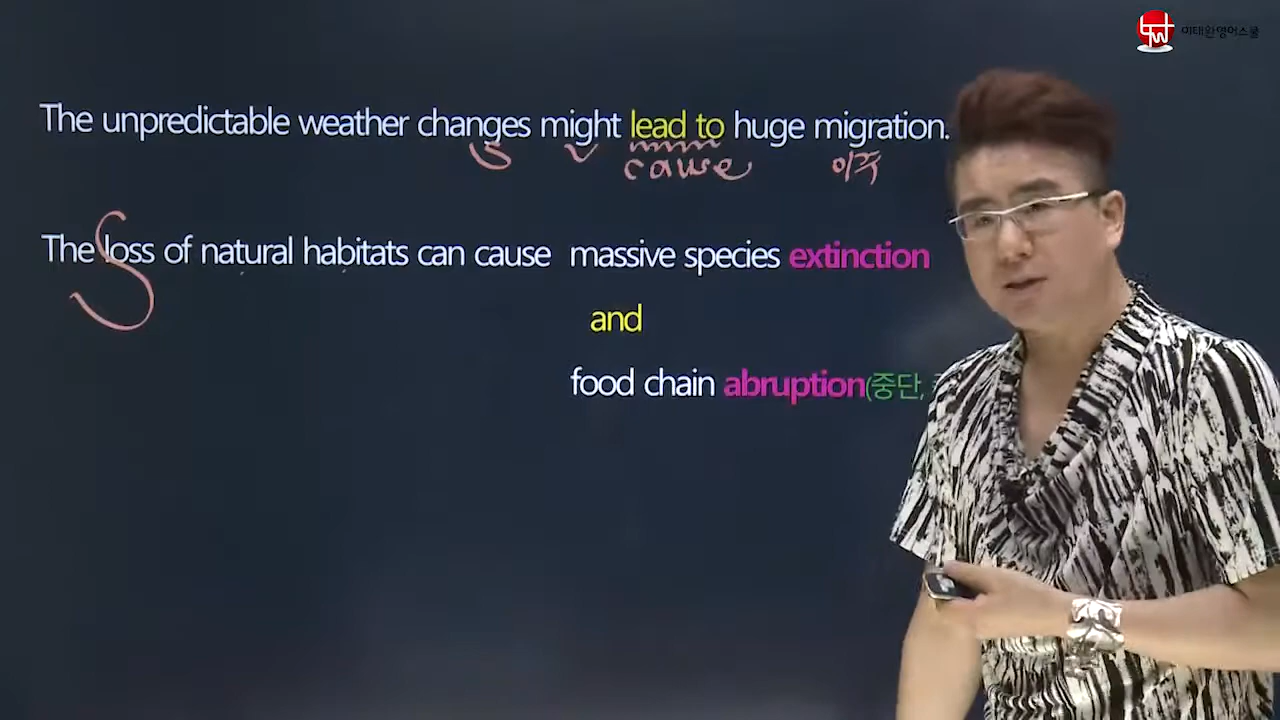 이태완영어스쿨
The unpredictable weather changes might lead to huge migration.
S cause 이주
The loss of natural habitats can cause massive species extinction
S
and
food chain abruption(중단,